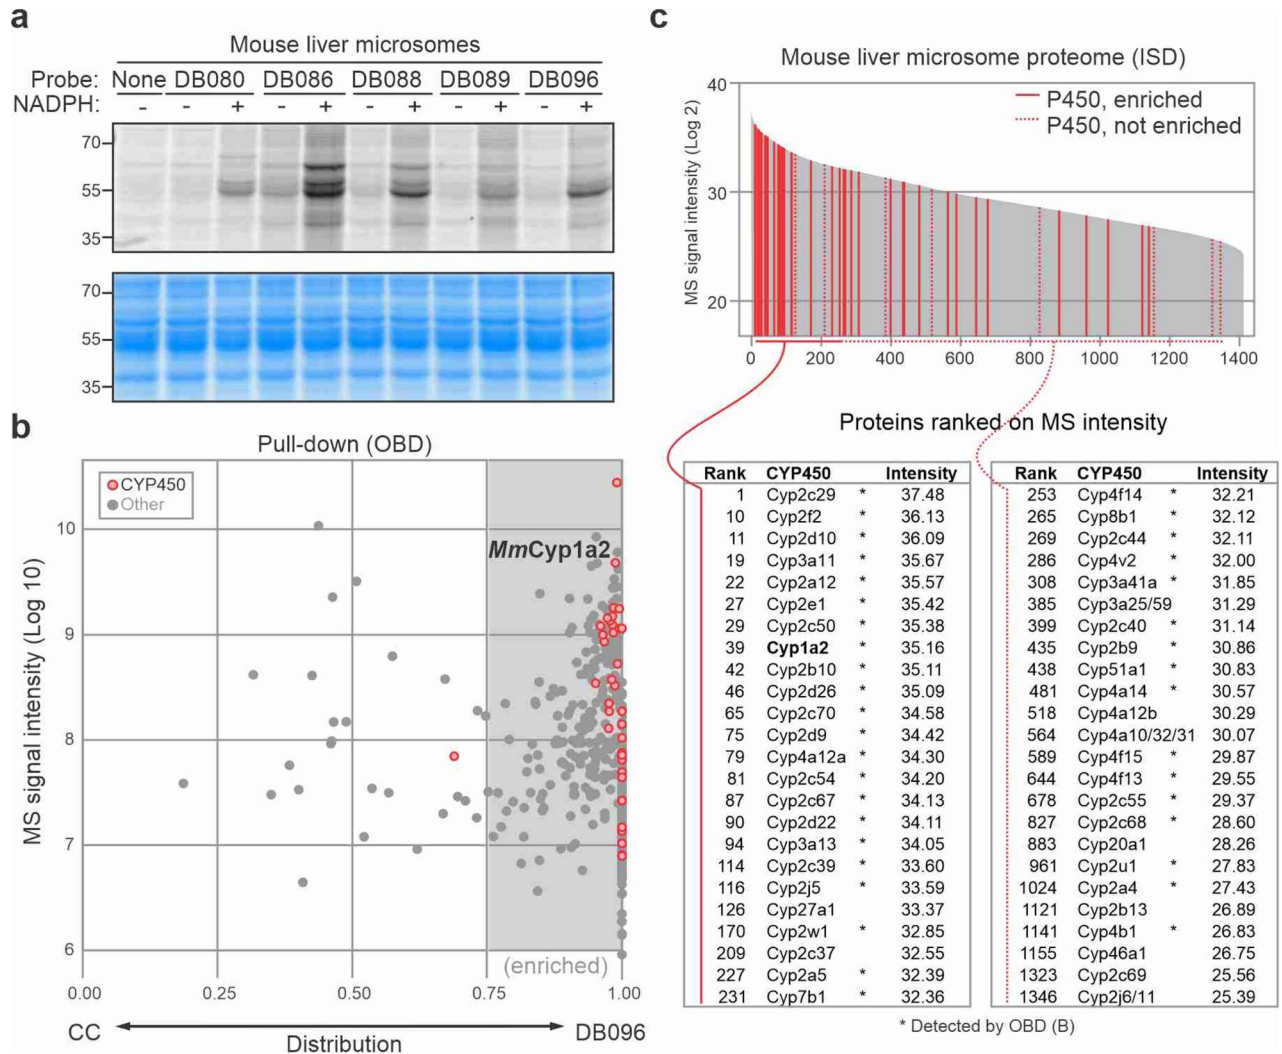 a
Mouse liver microsomes
Probe: None DB080 DB086 DB088 DB089 DB096
NADPH: - - + - + - + - + - +
70
55
35
70
55
35
b
Pull-down (OBD)
CYP450
Other
MmCyp1a2
MS signal intensity (Log 10)
10
9
8
7
6
(enriched)
0.00 0.25 0.50 0.75 1.00
CC DB096
Distribution
c
Mouse liver microsome proteome (ISD)
P450, enriched
P450, not enriched
MS signal intensity (Log 2)
40
30
20
0 200 400 600 800 1000 1200 1400
Proteins ranked on MS intensity
Rank CYP450 Intensity
1 Cyp2c29 * 37.48
10 Cyp2f2 * 36.13
11 Cyp2d10 * 36.09
19 Cyp3a11 * 35.67
22 Cyp2a12 * 35.57
27 Cyp2e1 * 35.42
29 Cyp2c50 * 35.38
39 Cyp1a2 * 35.16
42 Cyp2b10 * 35.11
46 Cyp2d26 * 35.09
65 Cyp2c70 * 34.58
75 Cyp2d9 * 34.42
79 Cyp4a12a * 34.30
81 Cyp2c54 * 34.20
87 Cyp2c67 * 34.13
90 Cyp2d22 * 34.11
94 Cyp3a13 * 34.05
114 Cyp2c39 * 33.60
116 Cyp2j5 * 33.59
126 Cyp27a1 33.37
170 Cyp2w1 * 32.85
209 Cyp2c37 32.55
227 Cyp2a5 * 32.39
231 Cyp7b1 * 32.36
Rank CYP450 Intensity
253 Cyp4f14 * 32.21
265 Cyp8b1 * 32.12
269 Cyp2c44 * 32.11
286 Cyp4v2 * 32.00
308 Cyp3a41a * 31.85
385 Cyp3a25/59 31.29
399 Cyp2c40 * 31.14
435 Cyp2b9 * 30.86
438 Cyp51a1 * 30.83
481 Cyp4a14 * 30.57
518 Cyp4a12b 30.29
564 Cyp4a10/32/31 30.07
589 Cyp4f15 * 29.87
644 Cyp4f13 * 29.55
678 Cyp2c55 * 29.37
827 Cyp2c68 * 28.60
883 Cyp20a1 28.26
961 Cyp2u1 * 27.83
1024 Cyp2a4 * 27.43
1121 Cyp2b13 26.89
1141 Cyp4b1 * 26.83
1155 Cyp46a1 26.75
1323 Cyp2c69 25.56
1346 Cyp2j6/11 25.39
* Detected by OBD (B)